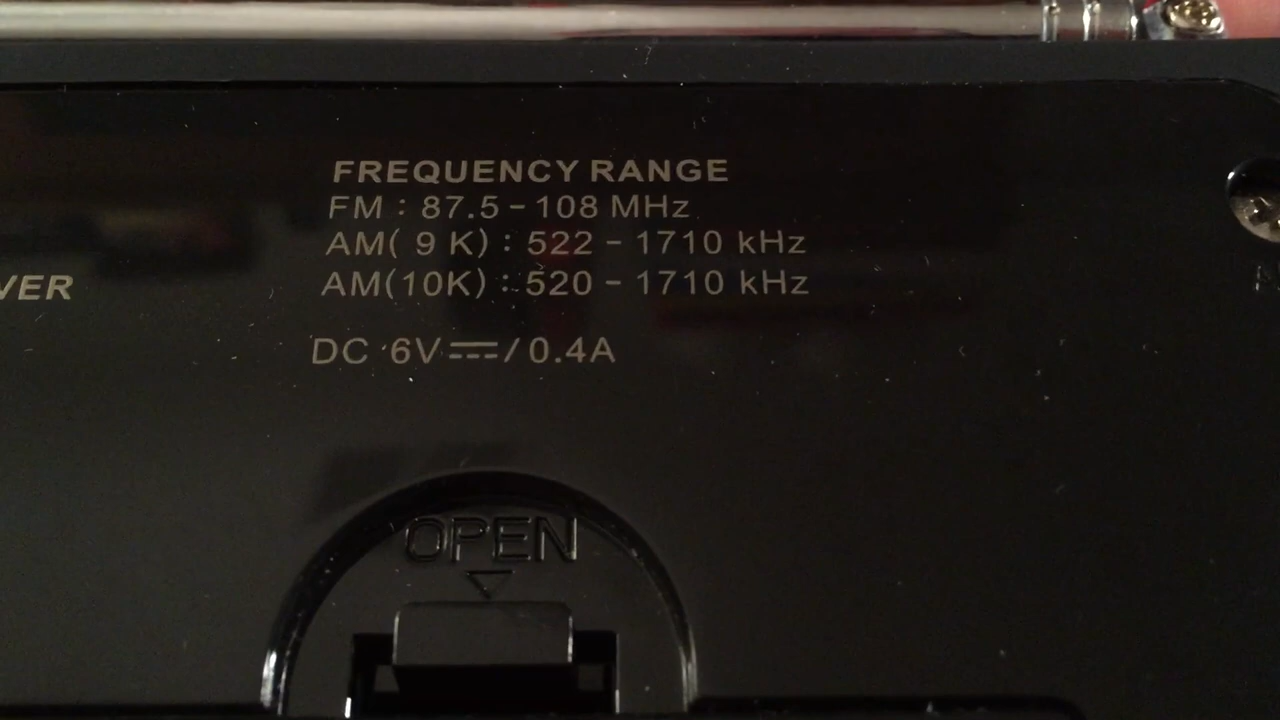 FREQUENCY RANGE
FM : 87.5 - 108 MHz
AM( 9 K) : 522 - 1710 kHz
VER
AM(10K) : 520 - 1710 kHz
DC 6V⎓/ 0.4A
OPEN